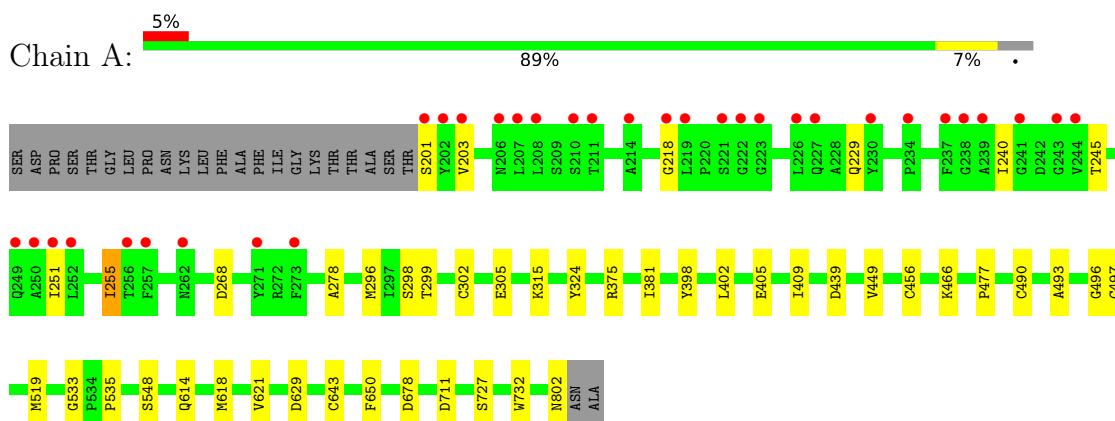 5%
Chain A:
89% 7% •
SER ASP PRO SER THR GLY LEU PRO ASN LYS LEU PHE ALA PHE ILE GLY LYS THR THR ALA SER THR S201 Y202 V203 N206 L207 L208 S209 S210 T211 A214 G218 L219 P220 S221 G222 G223 L226 Q227 A228 Q229 Y230 P234 F237 G238 A239 I240 G241 D242 G243 V244 T245
Q249 A250 I251 L252 I255 T256 F257 N262 D268 Y271 R272 F273 A278 M296 I297 S298 T299 C302 E305 K315 Y324 R375 I381 Y398 L402 E405 I409 D439 V449 C456 K466 P477 C490 A493 G496
M519 G533 P534 P535 S548 Q614 M618 V621 D629 C643 F650 D678 D711 S727 W732 N802 ASN ALA